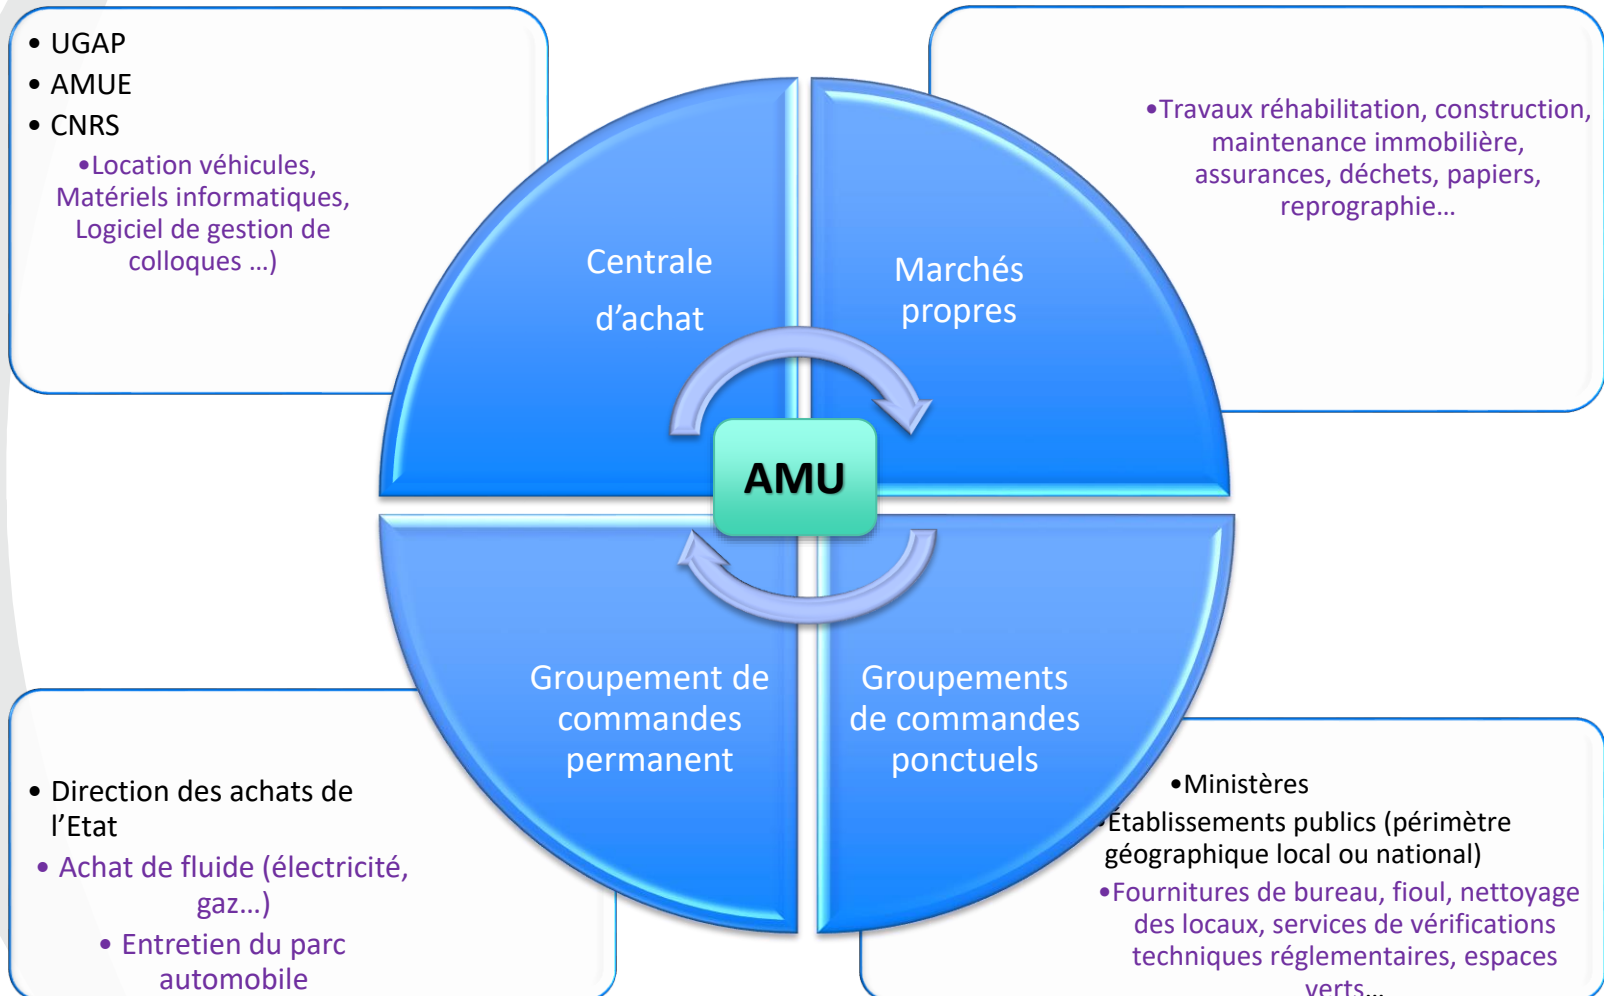 • UGAP
• AMUE
• CNRS
•Location véhicules,
Matériels informatiques,
Logiciel de gestion de
colloques ...)
•Travaux réhabilitation, construction,
maintenance immobilière,
assurances, déchets, papiers,
reprographie…
Centrale
d’achat
Marchés
propres
AMU
Groupement de
commandes
permanent
Groupements
de commandes
ponctuels
• Direction des achats de
l’Etat
• Achat de fluide (électricité,
gaz…)
• Entretien du parc
automobile
•Ministères
•Établissements publics (périmètre
géographique local ou national)
•Fournitures de bureau, fioul, nettoyage
des locaux, services de vérifications
techniques réglementaires, espaces
verts…